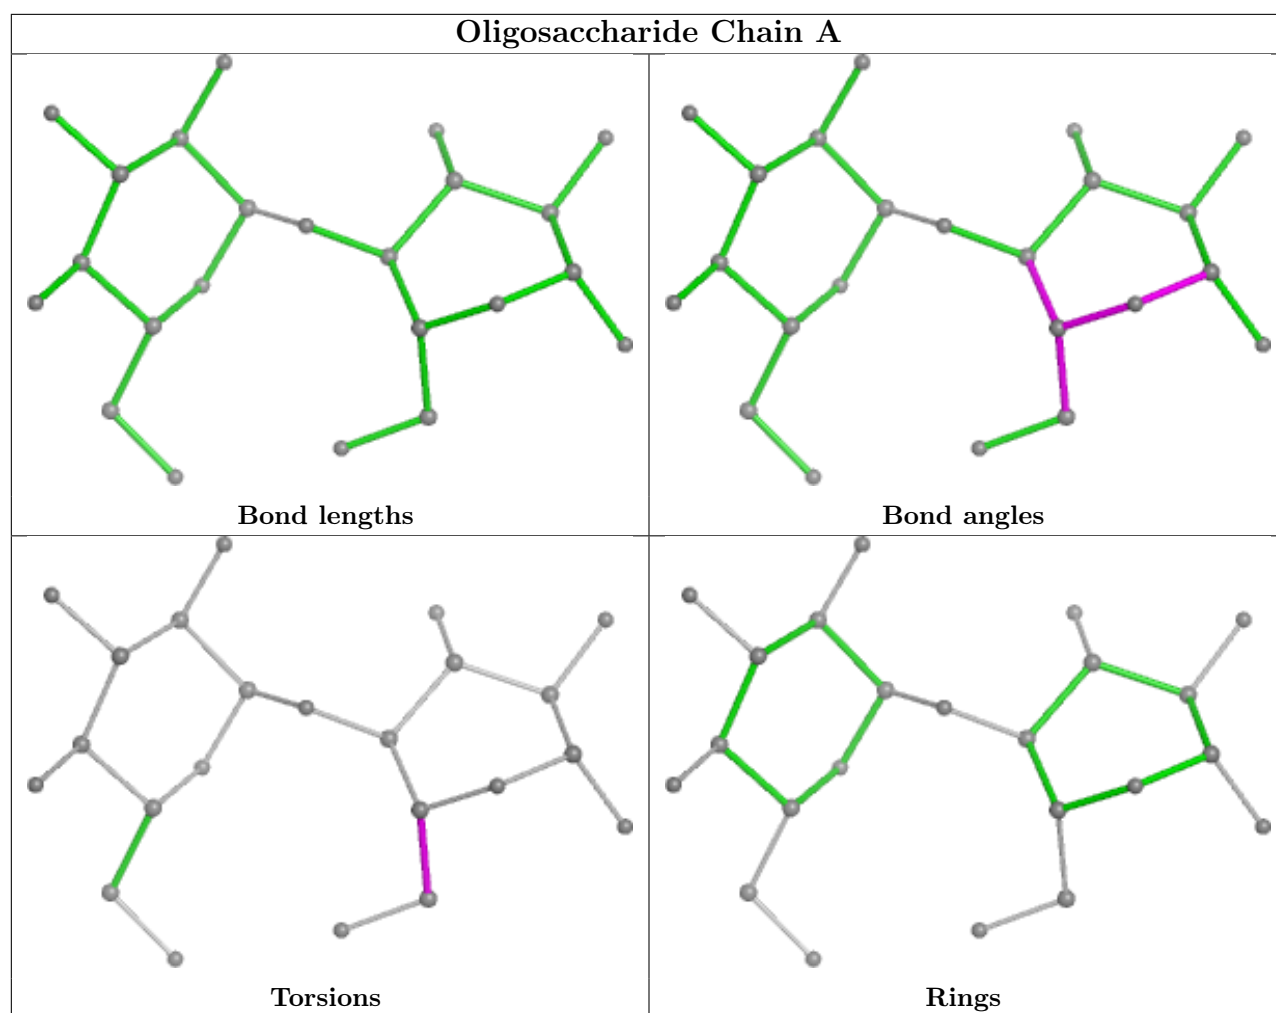 Oligosaccharide Chain A
Bond lengths
Bond angles
Torsions
Rings